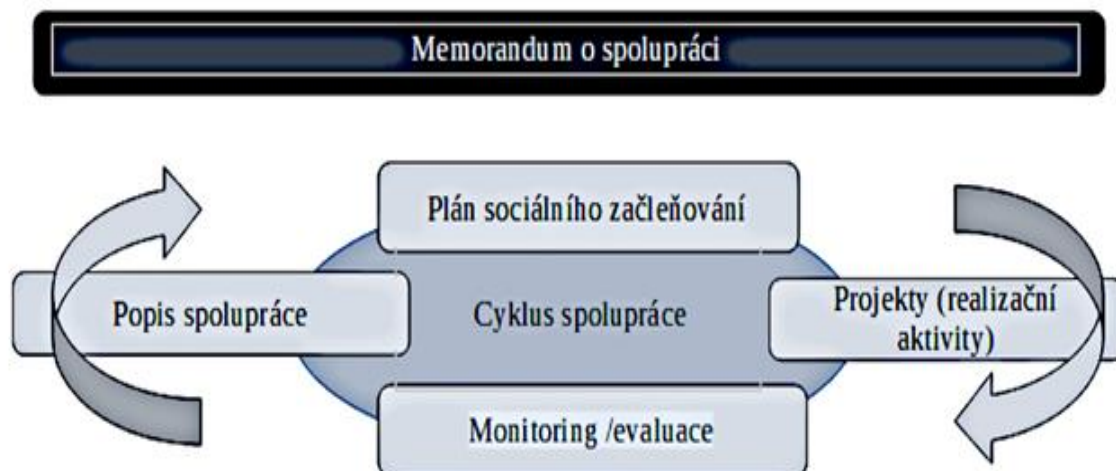 Memorandum o spolupráci
Plán sociálního začleňování
Popis spolupráce
Cyklus spolupráce
Projekty (realizační
aktivity)
Monitoring /evaluace